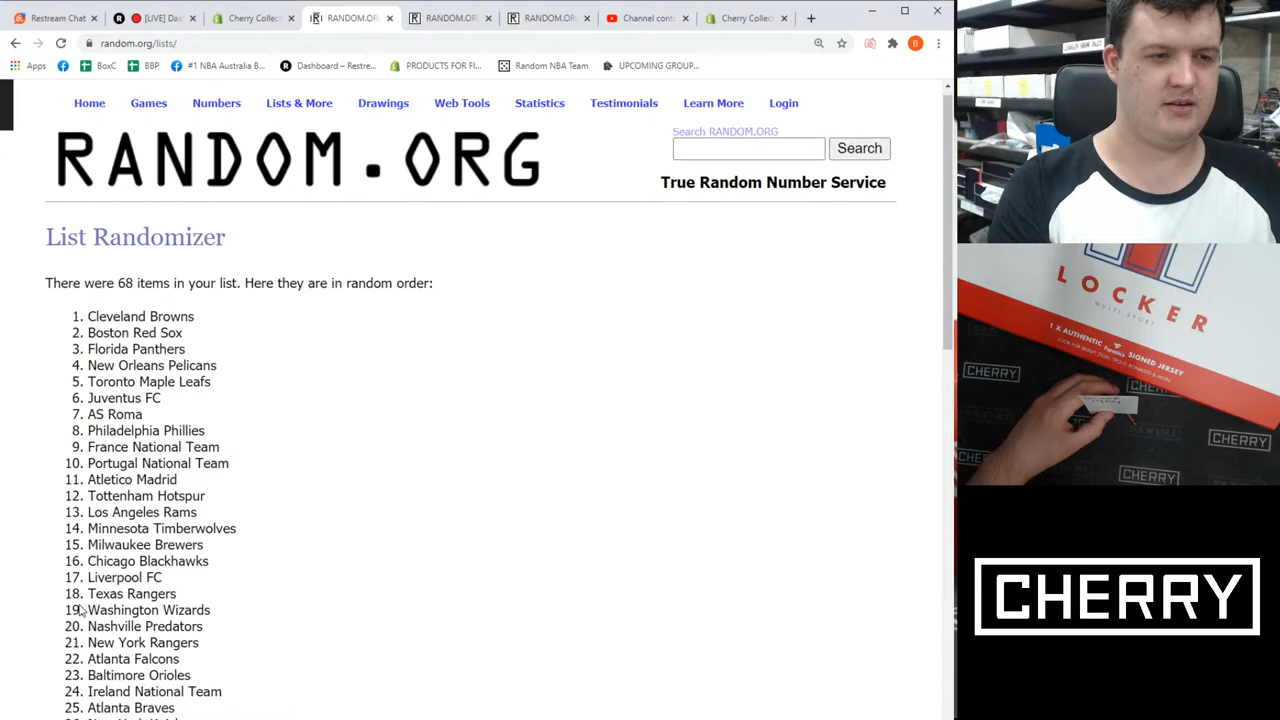 Restream Chat
[LIVE] Das
Cherry Collec
RANDOM.OR
RANDOM.OR
RANDOM.OR
Channel cont
Cherry Collec
random.org/lists/
Apps
BoxC
BBP
#1 NBA Australia B...
Dashboard – Restre...
PRODUCTS FOR FI...
Random NBA Team
UPCOMING GROUP...
Home
Games
Numbers
Lists & More
Drawings
Web Tools
Statistics
Testimonials
Learn More
Login
RANDOM.ORG
Search RANDOM.ORG
Search
True Random Number Service
List Randomizer
There were 68 items in your list. Here they are in random order:
1. Cleveland Browns
2. Boston Red Sox
3. Florida Panthers
4. New Orleans Pelicans
5. Toronto Maple Leafs
6. Juventus FC
7. AS Roma
8. Philadelphia Phillies
9. France National Team
10. Portugal National Team
11. Atletico Madrid
12. Tottenham Hotspur
13. Los Angeles Rams
14. Minnesota Timberwolves
15. Milwaukee Brewers
16. Chicago Blackhawks
17. Liverpool FC
18. Texas Rangers
19. Washington Wizards
20. Nashville Predators
21. New York Rangers
22. Atlanta Falcons
23. Baltimore Orioles
24. Ireland National Team
25. Atlanta Braves
LOCKER
MULTI-SPORT
1 X AUTHENTIC Fanatics SIGNED JERSEY
CHERRY
CHERRY
CHERRY
CHERRY
CHERRY